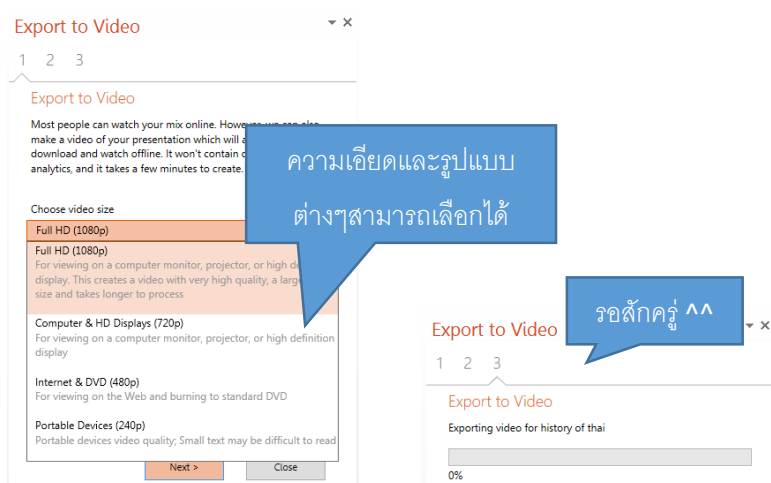 Export to Video
1 2 3
Export to Video
Most people can watch your mix online. However, we can also
make a video of your presentation which will a
download and watch offline. It won't contain
analytics, and it takes a few minutes to create.
ความเอียดและรูปแบบ
ต่างๆสามารถเลือกได้
Choose video size
Full HD (1080p)
Full HD (1080p)
For viewing on a computer monitor, projector, or high
display. This creates a video with very high quality, a
size and takes longer to process
Computer & HD Displays (720p)
For viewing on a computer monitor, projector, or high definition
display
Internet & DVD (480p)
For viewing on the Web and burning to standard DVD
Portable Devices (240p)
Portable devices video quality; Small text may be difficult to read
Next >
Close
รอสักครู่ ^^
Export to Video
1 2 3
Export to Video
Exporting video for history of thai
0%